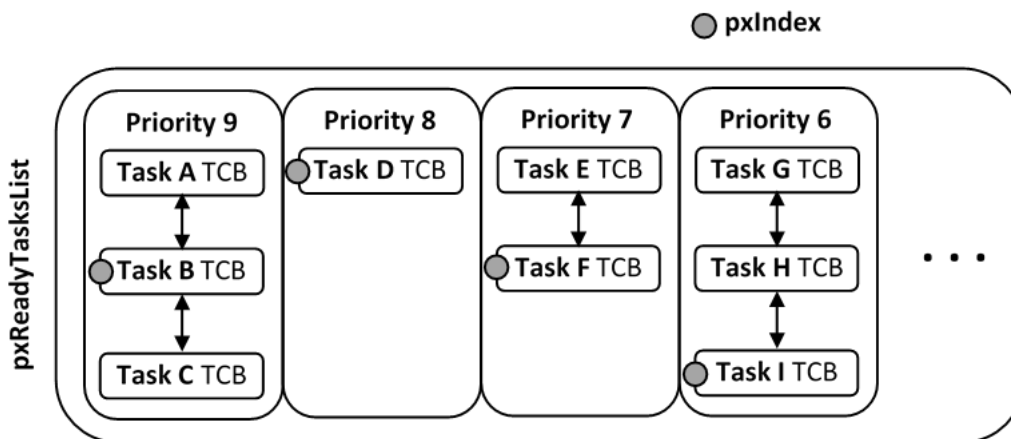 pxIndex
pxReadyTasksList
Priority 9
Task A TCB
Task B TCB
Task C TCB
Priority 8
Task D TCB
Priority 7
Task E TCB
Task F TCB
Priority 6
Task G TCB
Task H TCB
Task I TCB
...